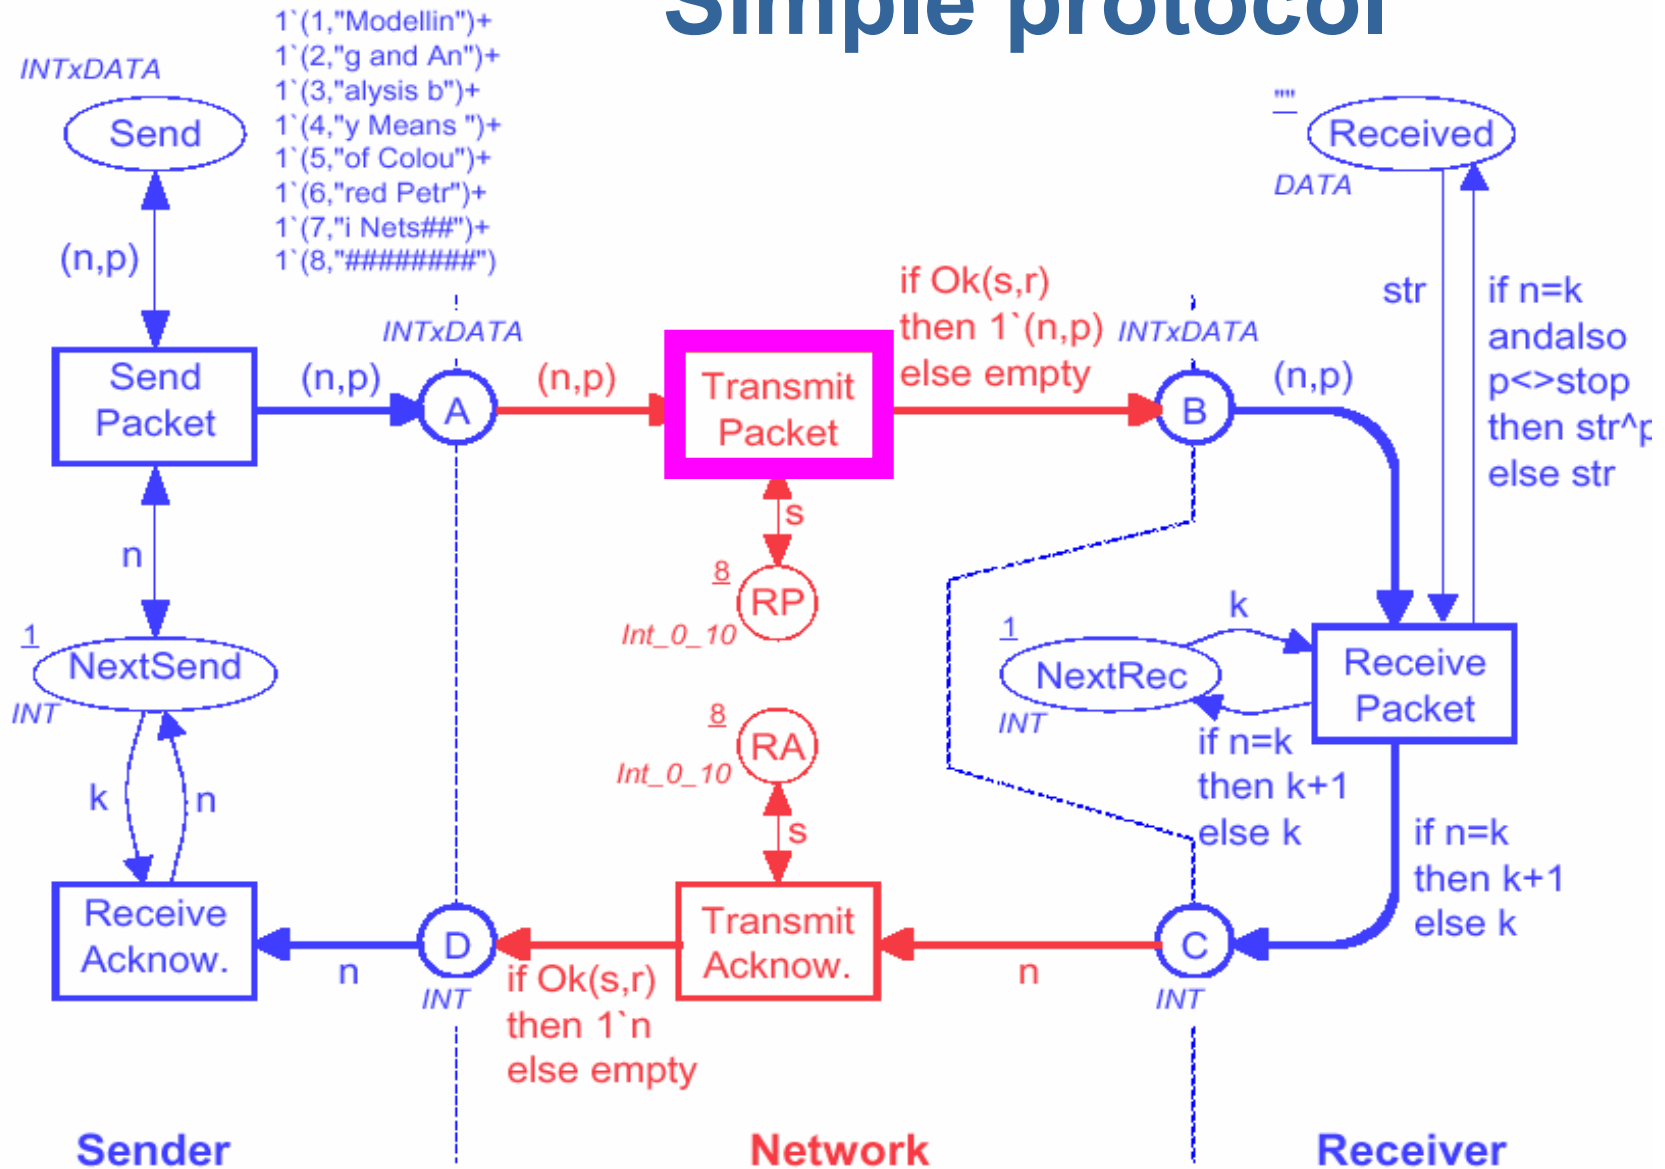 Simple protocol
1`(1,"Modellin")+
1`(2,"g and An")+
1`(3,"alysis b")+
1`(4,"y Means ")+
1`(5,"of Colou")+
1`(6,"red Petr")+
1`(7,"i Nets##")+
1`(8,"########")
INTxDATA
Send
""
Received
DATA
(n,p)
str
if n=k
andalso
p<>stop
then str^p
else str
if Ok(s,r)
then 1`(n,p)
else empty
INTxDATA
INTxDATA
Send
Packet
(n,p)
A
(n,p)
Transmit
Packet
B
(n,p)
s
n
8
RP
Int_0_10
k
1
NextSend
INT
1
NextRec
INT
Receive
Packet
8
RA
Int_0_10
if n=k
then k+1
else k
k
n
s
if n=k
then k+1
else k
Receive
Acknow.
n
D
INT
if Ok(s,r)
then 1`n
else empty
Transmit
Acknow.
n
C
INT
Sender
Network
Receiver